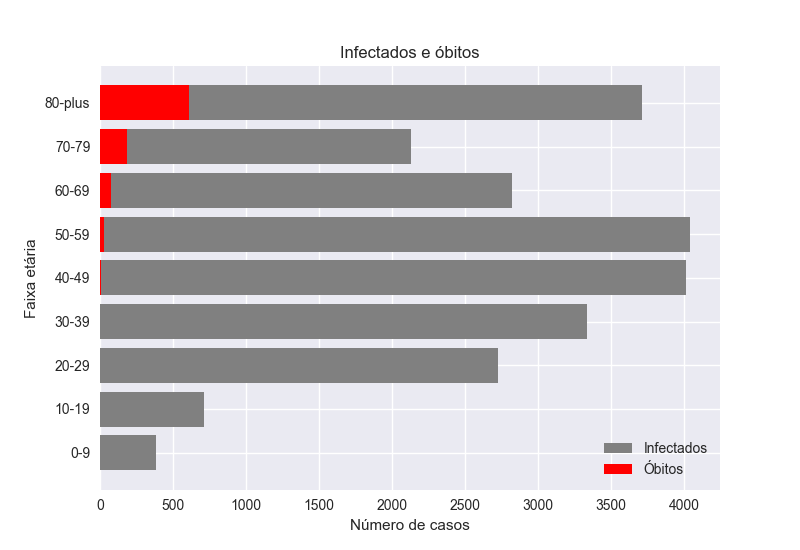 Infectados e óbitos
Faixa etária
80-plus
70-79
60-69
50-59
40-49
30-39
20-29
10-19
0-9
Infectados
Óbitos
0 500 1000 1500 2000 2500 3000 3500 4000
Número de casos